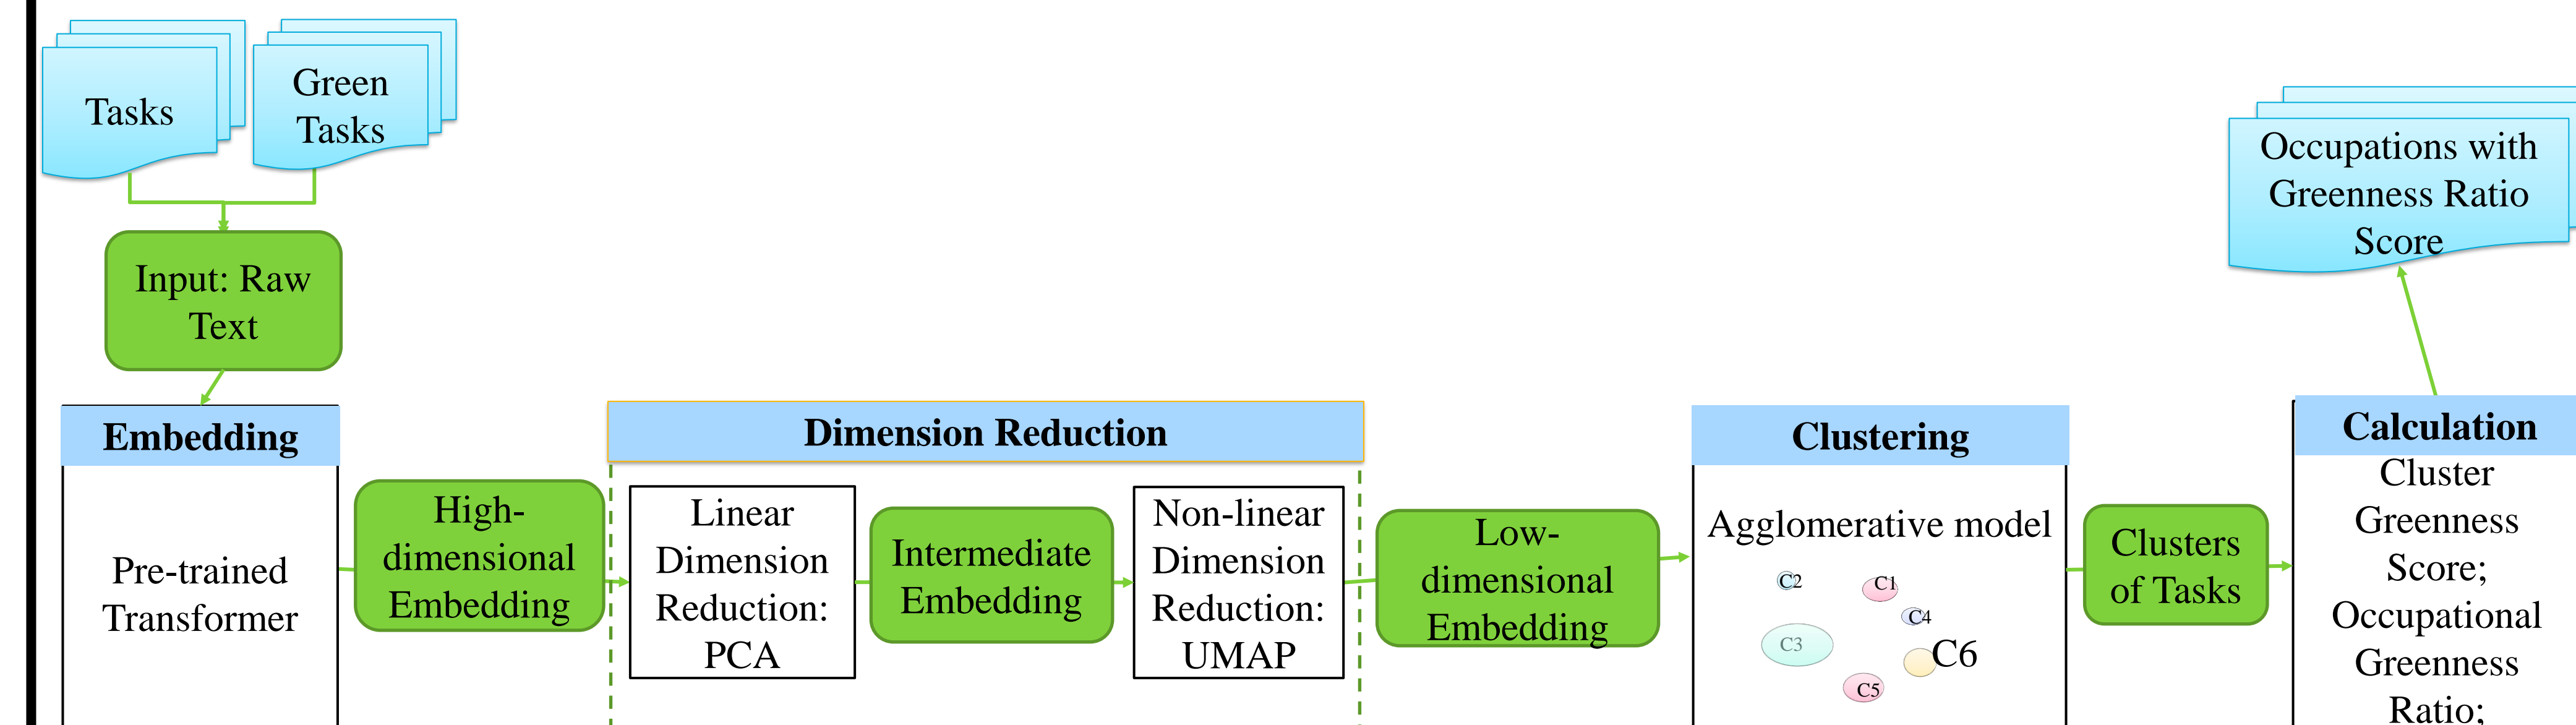 Tasks
Green
Tasks
Input: Raw
Text
Embedding
Pre-trained
Transformer
High-
dimensional
Embedding
Dimension Reduction
Linear
Dimension
Reduction:
PCA
Intermediate
Embedding
Non-linear
Dimension
Reduction:
UMAP
Low-
dimensional
Embedding
Clustering
Agglomerative model
C2
C1
C4
C3
C6
C5
Clusters
of Tasks
Calculation
Cluster
Greenness
Score;
Occupational
Greenness
Ratio;
Occupations with
Greenness Ratio
Score